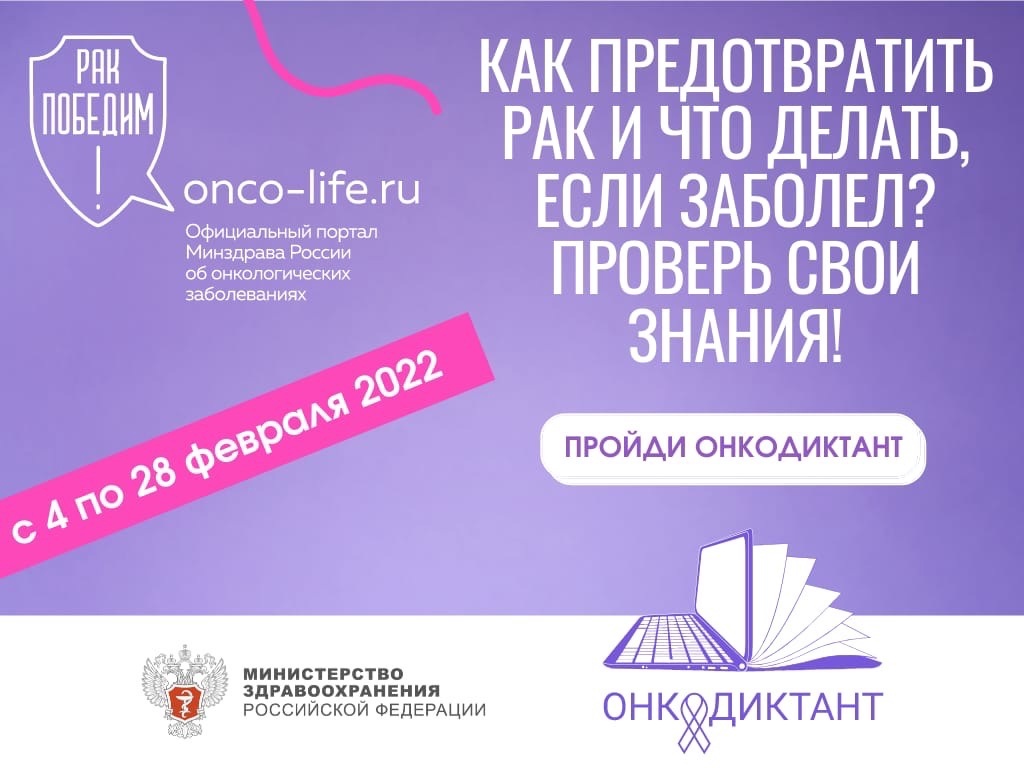 РАК
ПОБЕДИМ
!
onco-life.ru
Официальный портал
Минздрава России
об онкологических
заболеваниях
КАК ПРЕДОТВРАТИТЬ
РАК И ЧТО ДЕЛАТЬ,
ЕСЛИ ЗАБОЛЕЛ?
ПРОВЕРЬ СВОИ
ЗНАНИЯ!
с 4 по 28 февраля 2022
ПРОЙДИ ОНКОДИКТАНТ
МИНИСТЕРСТВО
ЗДРАВООХРАНЕНИЯ
РОССИЙСКОЙ ФЕДЕРАЦИИ
ОНКОДИКТАНТ